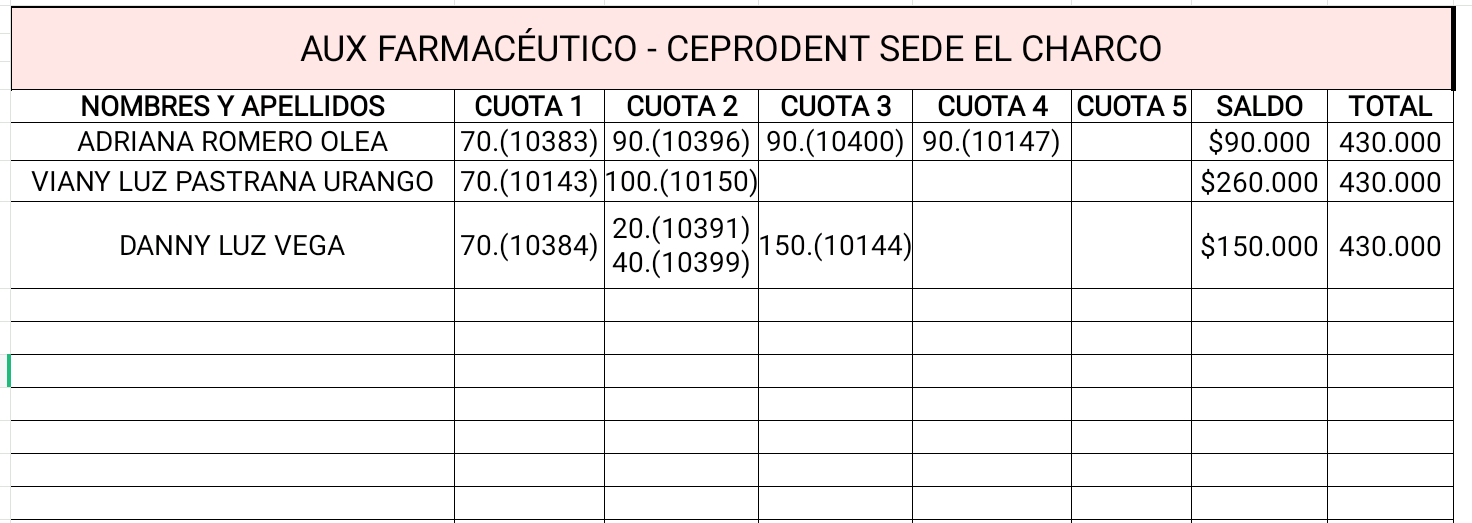 AUX FARMACÉUTICO - CEPRODENT SEDE EL CHARCO
NOMBRES Y APELLIDOS CUOTA 1 CUOTA 2 CUOTA 3 CUOTA 4 CUOTA 5 SALDO TOTAL
ADRIANA ROMERO OLEA 70.(10383) 90.(10396) 90.(10400) 90.(10147) $90.000 430.000
VIANY LUZ PASTRANA URANGO 70.(10143) 100.(10150) $260.000 430.000
DANNY LUZ VEGA 70.(10384) 20.(10391) 40.(10399) 150.(10144) $150.000 430.000